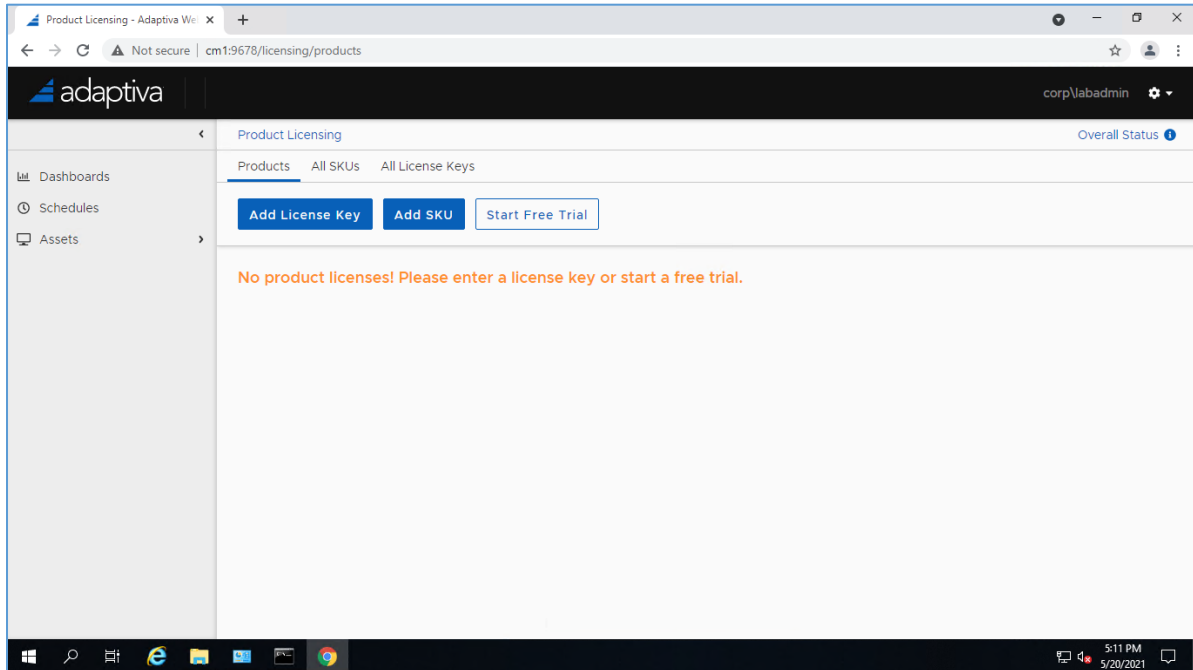 Product Licensing - Adaptiva We
Not secure | cm1:9678/licensing/products
adaptiva
corp\labadmin
Product Licensing
Overall Status
Dashboards
Schedules
Assets
Products All SKUs All License Keys
Add License Key Add SKU Start Free Trial
No product licenses! Please enter a license key or start a free trial.
5:11 PM
5/20/2021